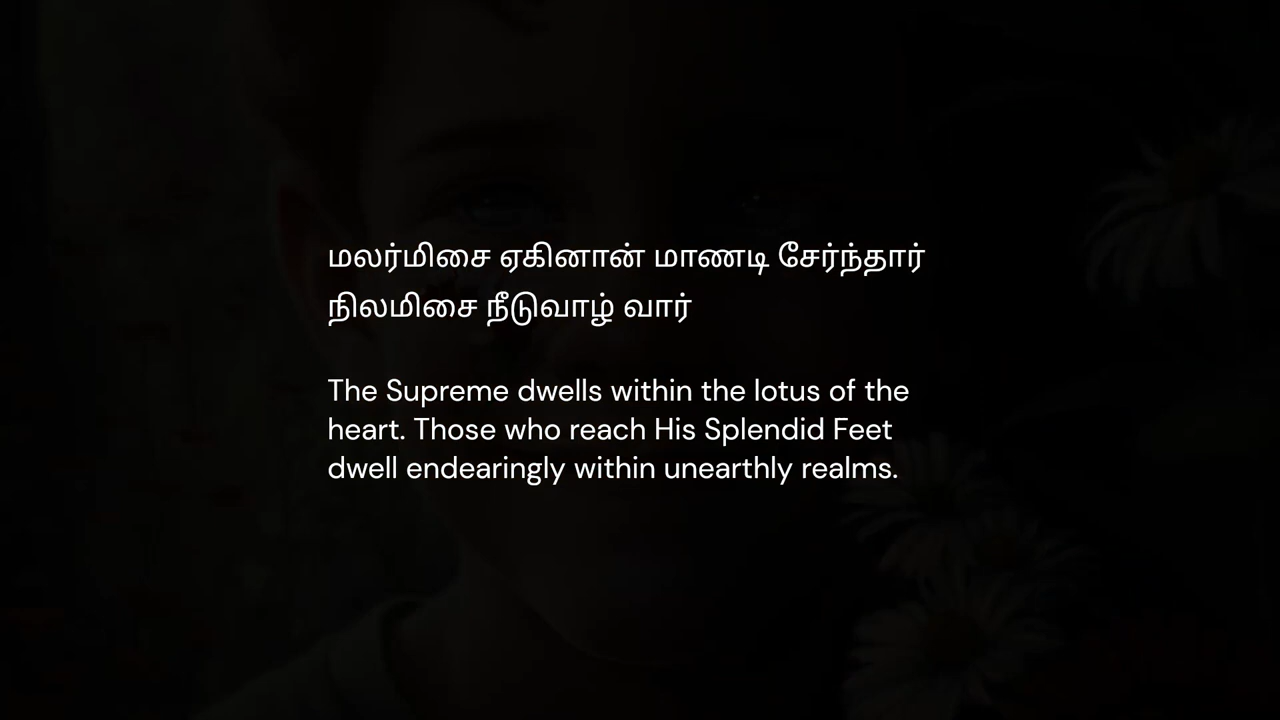 மலர்மிசை ஏகினான் மாணடி சேர்ந்தார்
நிலமிசை நீடுவாழ் வார்
The Supreme dwells within the lotus of the
heart. Those who reach His Splendid Feet
dwell endearingly within unearthly realms.